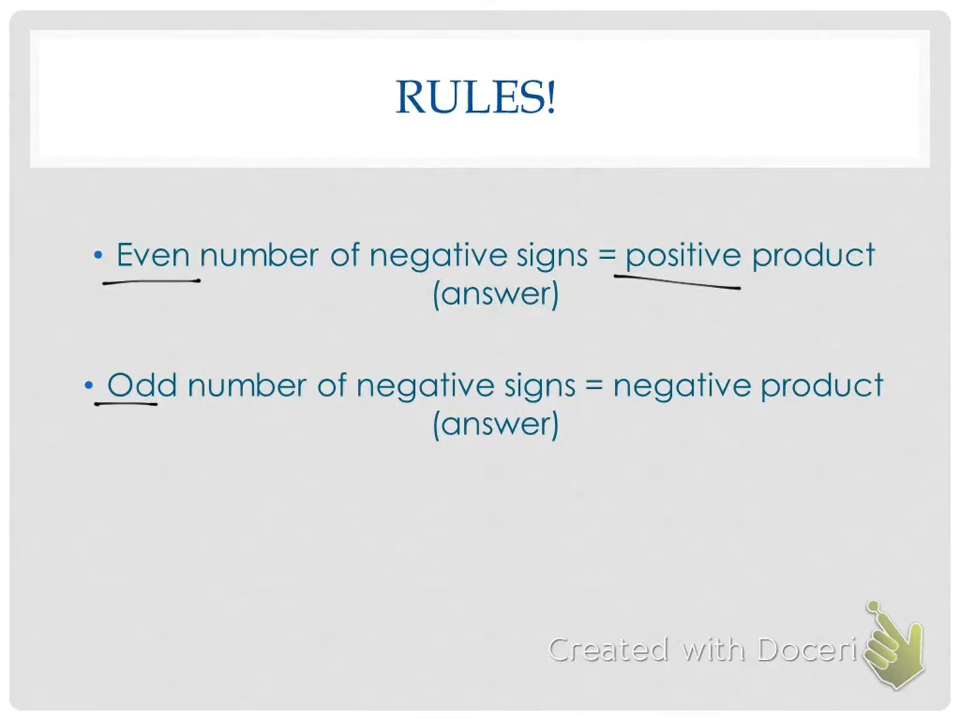 RULES!
• Even number of negative signs = positive product
(answer)
• Odd number of negative signs = negative product
(answer)
Created with Doceri